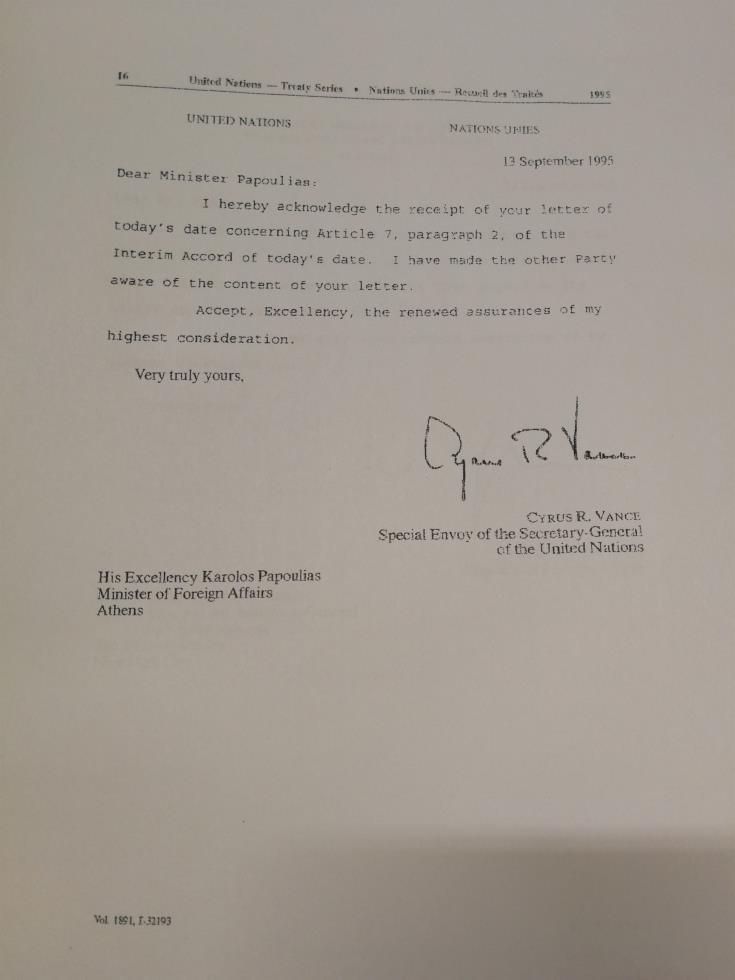 16 United Nations — Treaty Series • Nations Unies — Recueil des Traités 1995
UNITED NATIONS NATIONS UNIES
13 September 1995
Dear Minister Papoulias:
I hereby acknowledge the receipt of your letter of
today's date concerning Article 7, paragraph 2, of the
Interim Accord of today's date. I have made the other Party
aware of the content of your letter.
Accept, Excellency, the renewed assurances of my
highest consideration.
Very truly yours,
Cyrus R Vance
CYRUS R. VANCE
Special Envoy of the Secretary-General
of the United Nations
His Excellency Karolos Papoulias
Minister of Foreign Affairs
Athens
Vol. 1891, I-32193